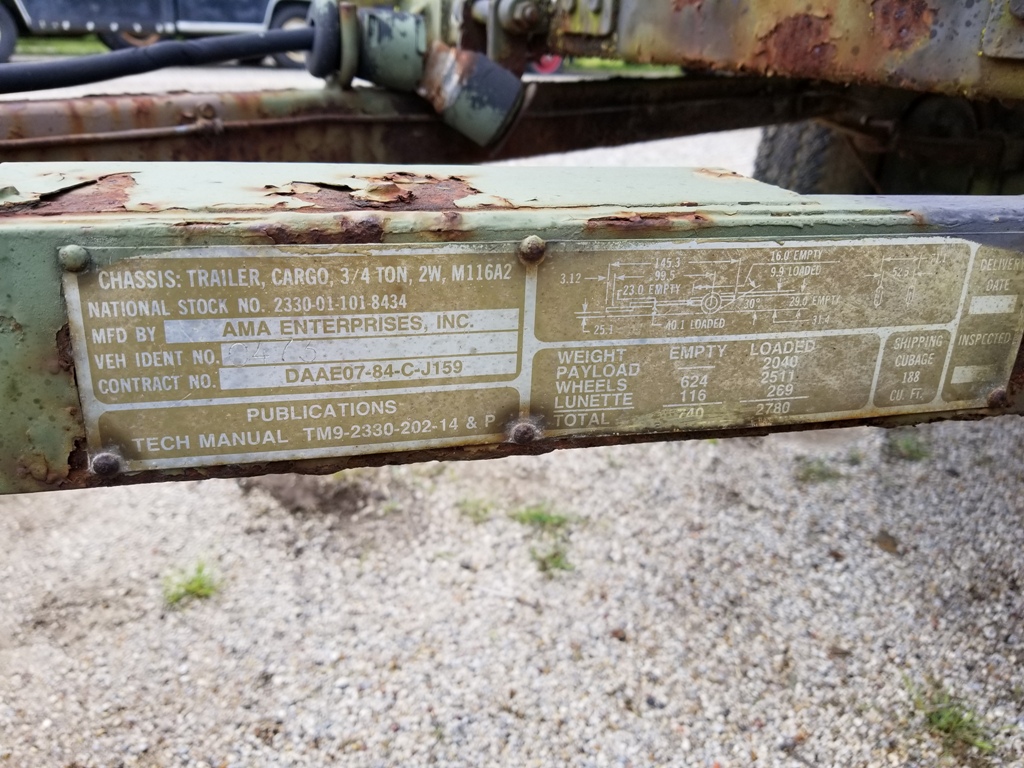 CHASSIS: TRAILER, CARGO, 3/4 TON, 2W, M116A2
NATIONAL STOCK NO. 2330-01-101-8434
MFD BY AMA ENTERPRISES, INC.
VEH IDENT NO.
CONTRACT NO. DAAE07-84-C-J159
PUBLICATIONS
TECH MANUAL TM9-2330-202-14 & P
145.3
99.5
3.12
23.0 EMPTY
16.0 EMPTY
9.9 LOADED
30°
29.0 EMPTY
25.1
40.1 LOADED
31.4
WEIGHT EMPTY LOADED
PAYLOAD 2040
WHEELS 624 2511
LUNETTE 116 269
TOTAL 740 2780
SHIPPING
CUBAGE
188
CU. FT.
DELIVERY
DATE
INSPECTED